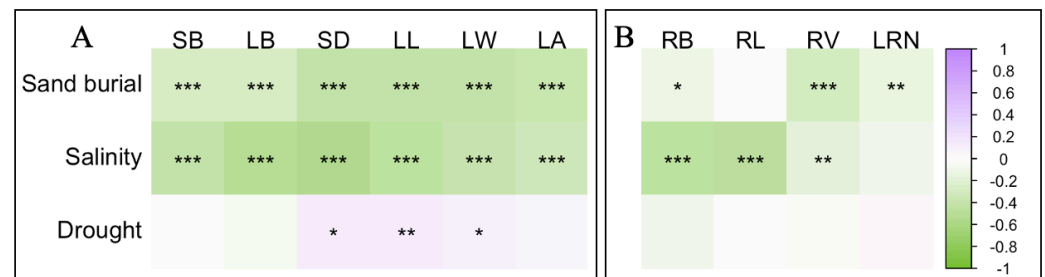 A
SB LB SD LL LW LA
Sand burial *** *** *** *** *** ***
Salinity *** *** *** *** *** ***
Drought * ** *
B
RB RL RV LRN
* *** **
*** *** **
1
0.8
0.6
0.4
0.2
0
-0.2
-0.4
-0.6
-0.8
-1